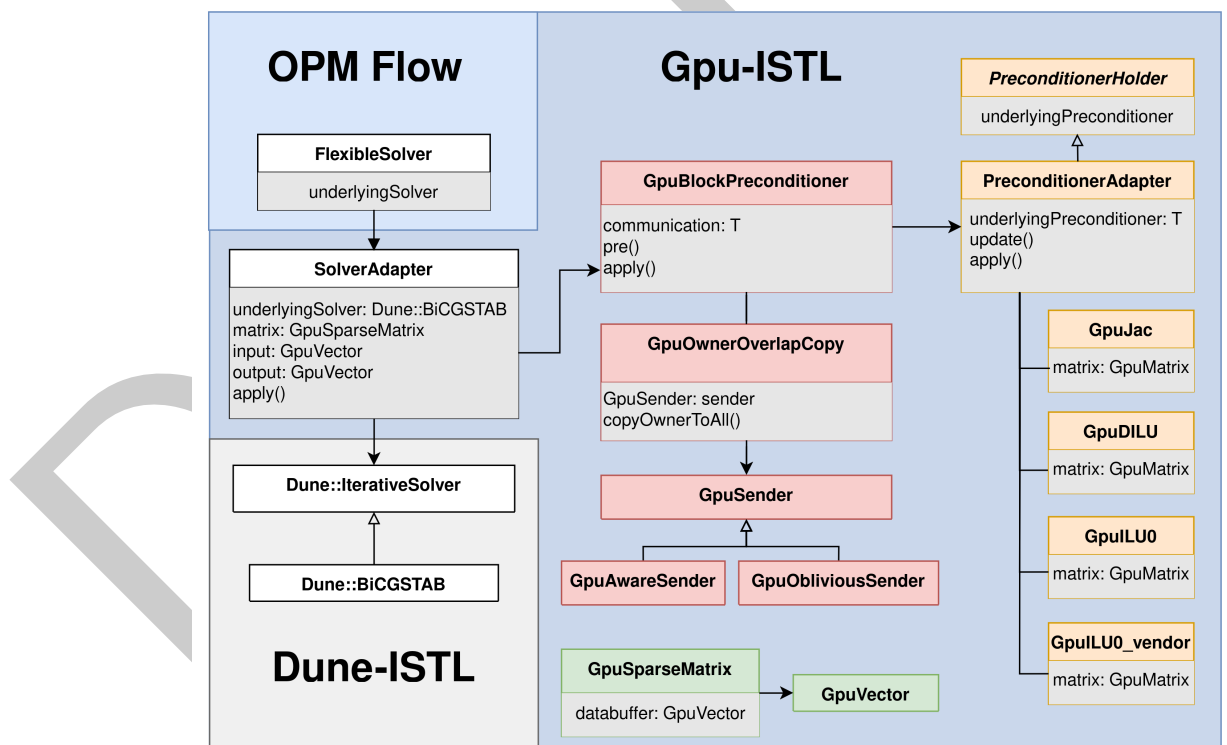 OPM Flow
FlexibleSolver
underlyingSolver
SolverAdapter
underlyingSolver: Dune::BiCGSTAB
matrix: GpuSparseMatrix
input: GpuVector
output: GpuVector
apply()
Dune::IterativeSolver
Dune::BiCGSTAB
Dune-ISTL
Gpu-ISTL
GpuBlockPreconditioner
communication: T
pre()
apply()
GpuOwnerOverlapCopy
GpuSender: sender
copyOwnerToAll()
GpuSender
GpuAwareSender
GpuObliviousSender
GpuSparseMatrix
databuffer: GpuVector
GpuVector
PreconditionerHolder
underlyingPreconditioner
PreconditionerAdapter
underlyingPreconditioner: T
update()
apply()
GpuJac
matrix: GpuMatrix
GpuDILU
matrix: GpuMatrix
GpuILU0
matrix: GpuMatrix
GpuILU0_vendor
matrix: GpuMatrix